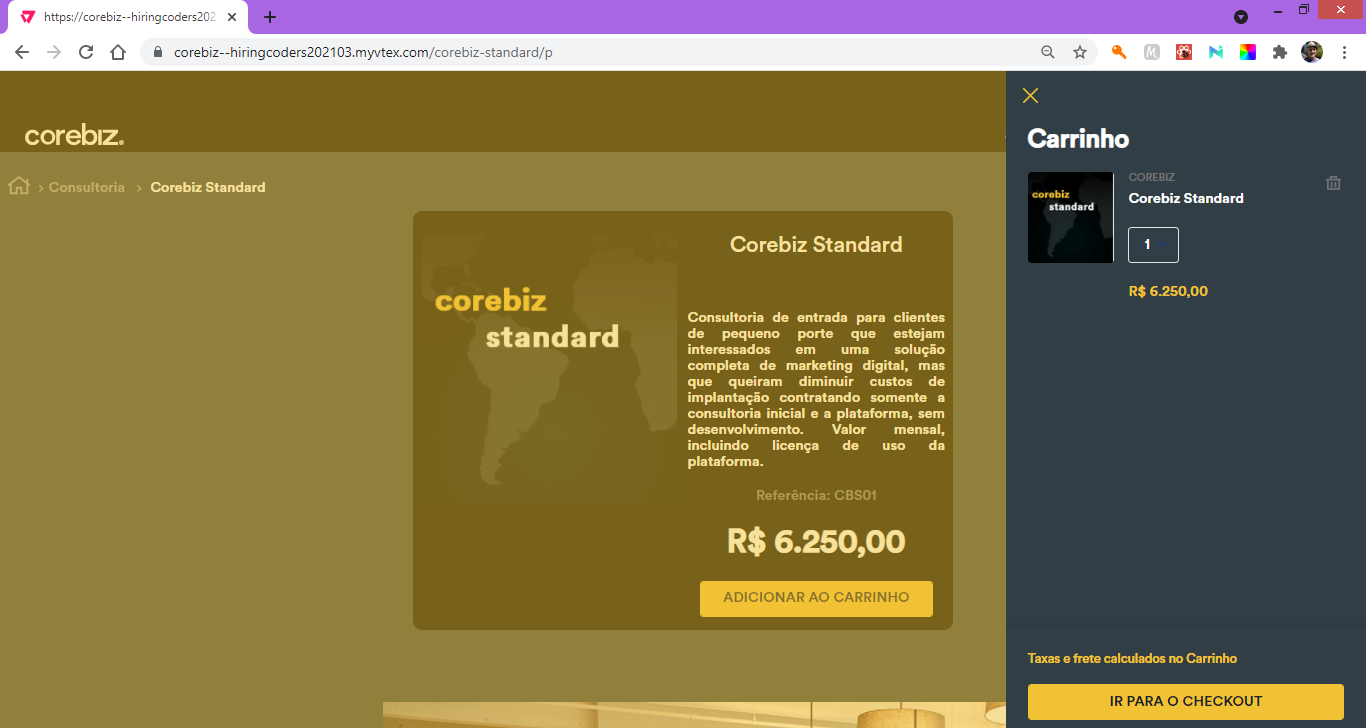 https://corebiz--hiringcoders202
corebiz--hiringcoders202103.myvtex.com/corebiz-standard/p
corebiz.
Consultoria
Corebiz Standard
corebiz
standard
Corebiz Standard
Consultoria de entrada para clientes
de pequeno porte que estejam
interessados em uma solução
completa de marketing digital, mas
que queiram diminuir custos de
implantação contratando somente a
consultoria inicial e a plataforma, sem
desenvolvimento. Valor mensal,
incluindo licença de uso da
plataforma.
Referência: CBS01
R$ 6.250,00
ADICIONAR AO CARRINHO
Carrinho
corebiz
standard
COREBIZ
Corebiz Standard
1
R$ 6.250,00
Taxas e frete calculados no Carrinho
IR PARA O CHECKOUT